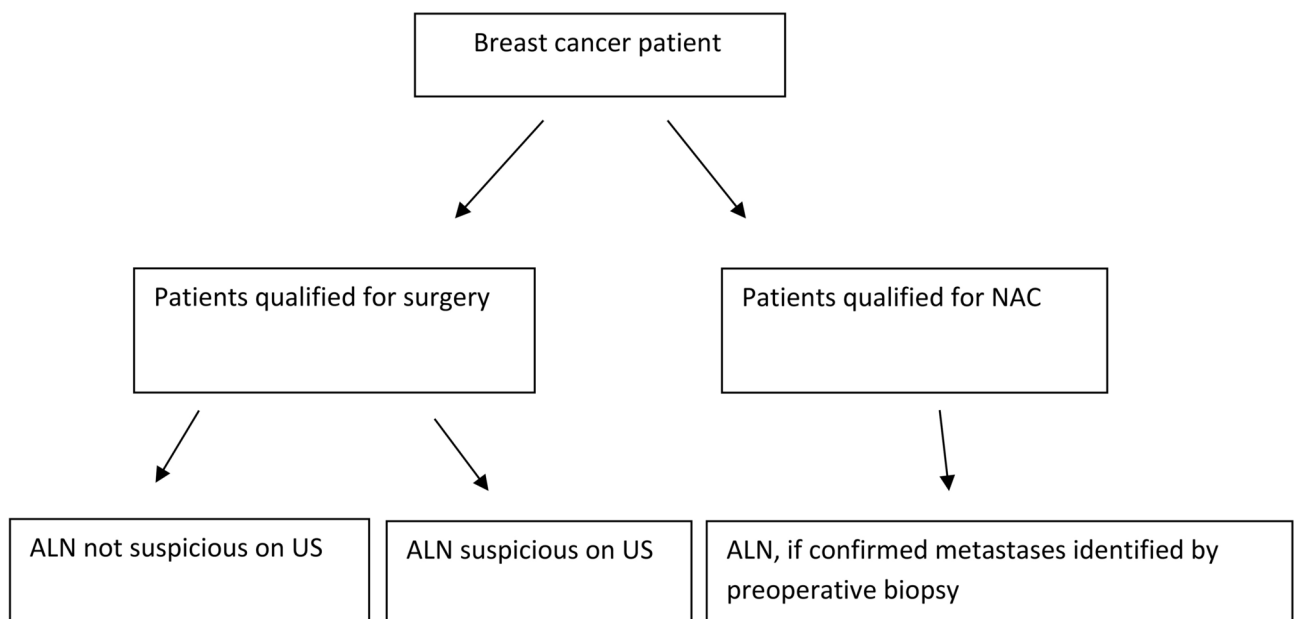 Breast cancer patient
Patients qualified for surgery
Patients qualified for NAC
ALN not suspicious on US
ALN suspicious on US
ALN, if confirmed metastases identified by
preoperative biopsy